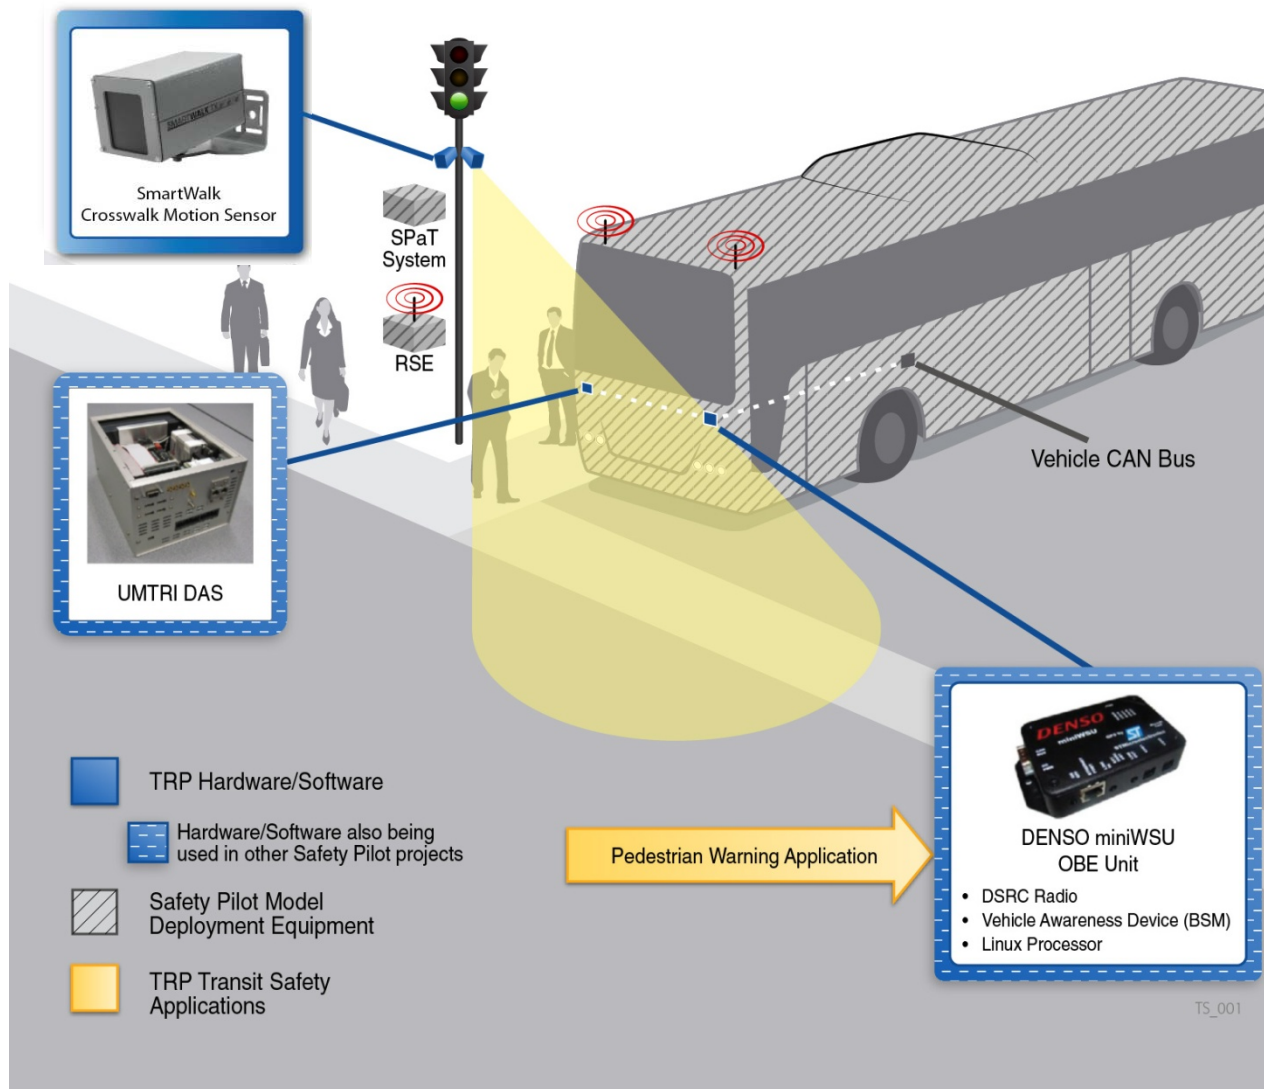 SMARTWALK
SmartWalk
Crosswalk Motion Sensor
SPaT
System
RSE
Vehicle CAN Bus
UMTRI DAS
TRP Hardware/Software
Hardware/Software also being
used in other Safety Pilot projects
Safety Pilot Model
Deployment Equipment
TRP Transit Safety
Applications
Pedestrian Warning Application
DENSO
miniWSU
DENSO miniWSU
OBE Unit
• DSRC Radio
• Vehicle Awareness Device (BSM)
• Linux Processor
TS_001